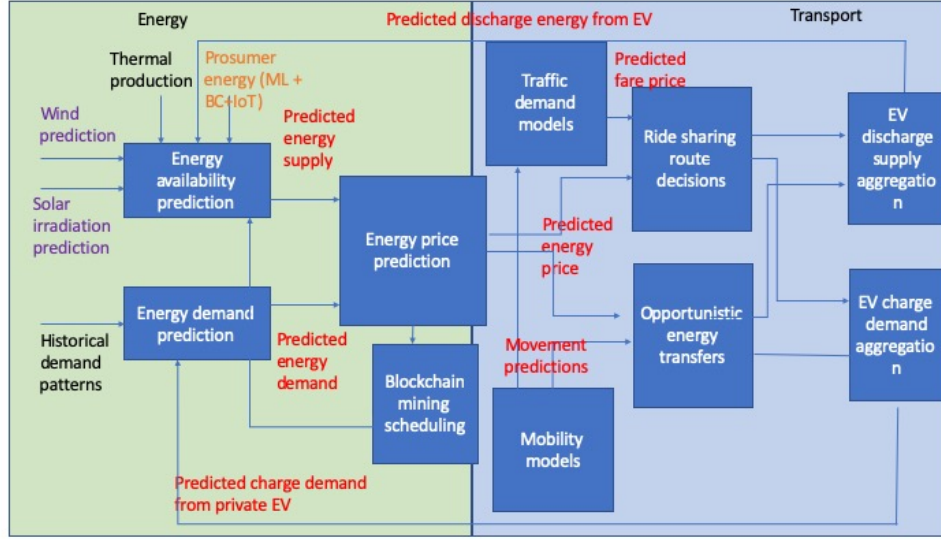 Energy
Predicted discharge energy from EV
Transport
Thermal
production
Prosumer
energy (ML +
BC+IoT)
Predicted
energy
supply
Traffic
demand
models
Predicted
fare price
Wind
prediction
Energy
availability
prediction
Ride sharing
route
decisions
EV
discharge
supply
aggregatio
n
Solar
irradiation
prediction
Energy price
prediction
Predicted
energy
price
Energy demand
prediction
Opportunistic
energy
transfers
EV charge
demand
aggregatio
n
Historical
demand
patterns
Predicted
energy
demand
Blockchain
mining
scheduling
Movement
predictions
Mobility
models
Predicted charge demand
from private EV